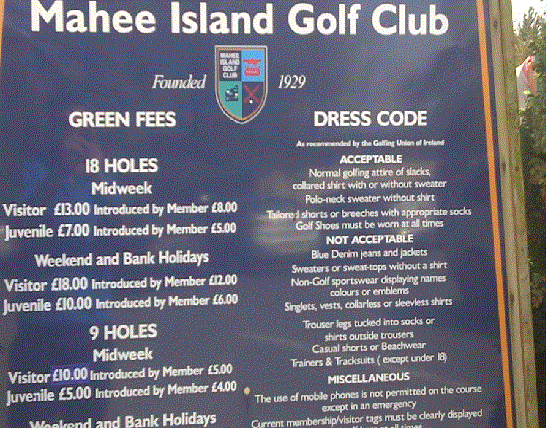 Mahee Island Golf Club
Founded 1929
MAHEE
ISLAND
GOLF
CLUB
GREEN FEES
18 HOLES
Midweek
Visitor £13.00 Introduced by Member £8.00
Juvenile £7.00 Introduced by Member £5.00
Weekend and Bank Holidays
Visitor £18.00 Introduced by Member £12.00
Juvenile £10.00 Introduced by Member £6.00
9 HOLES
Midweek
Visitor £10.00 Introduced by Member £5.00
Juvenile £5.00 Introduced by Member £4.00
Weekend and Bank Holidays
DRESS CODE
As recommended by the Golfing Union of Ireland
ACCEPTABLE
Normal golfing attire of slacks,
collared shirt with or without sweater
Polo-neck sweater without shirt
Tailored shorts or breeches with appropriate socks
Golf Shoes must be worn at all times
NOT ACCEPTABLE
Blue Denim jeans and jackets
Sweaters or sweat-tops without a shirt
Non-Golf sportswear displaying names
colours or emblems
Singlets, vests, collarless or sleevless shirts
Trouser legs tucked into socks or
shirts outside trousers
Casual shorts or Beachwear
Trainers & Tracksuits ( except under 18)
MISCELLANEOUS
The use of mobile phones is not permitted on the course
except in an emergency
Current membership/visitor tags must be clearly displayed
at all times